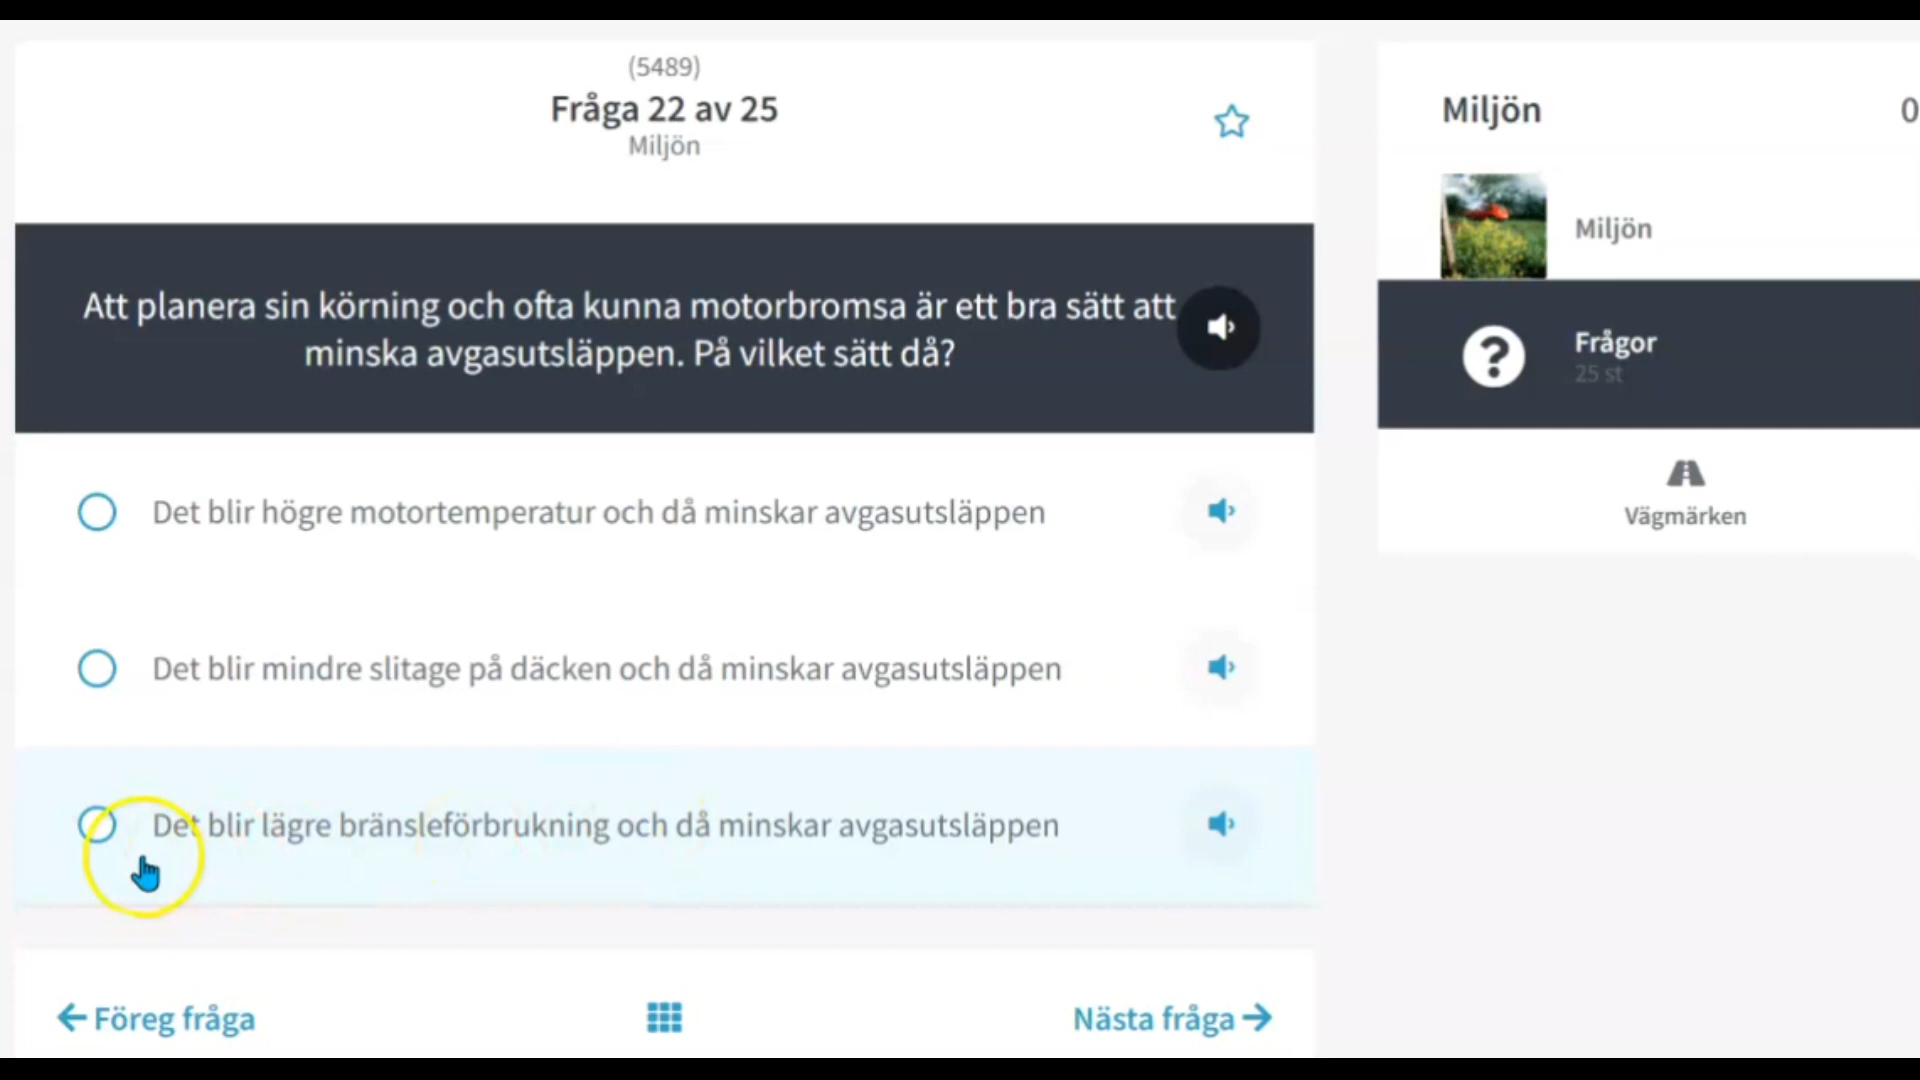 (5489)
Fråga 22 av 25
Miljön
Att planera sin körning och ofta kunna motorbromsa är ett bra sätt att
minska avgasutsläppen. På vilket sätt då?
Det blir högre motortemperatur och då minskar avgasutsläppen
Det blir mindre slitage på däcken och då minskar avgasutsläppen
Det blir lägre bränsleförbrukning och då minskar avgasutsläppen
Föreg fråga
Nästa fråga
Miljön
0
Miljön
Frågor
25 st
Vägmärken